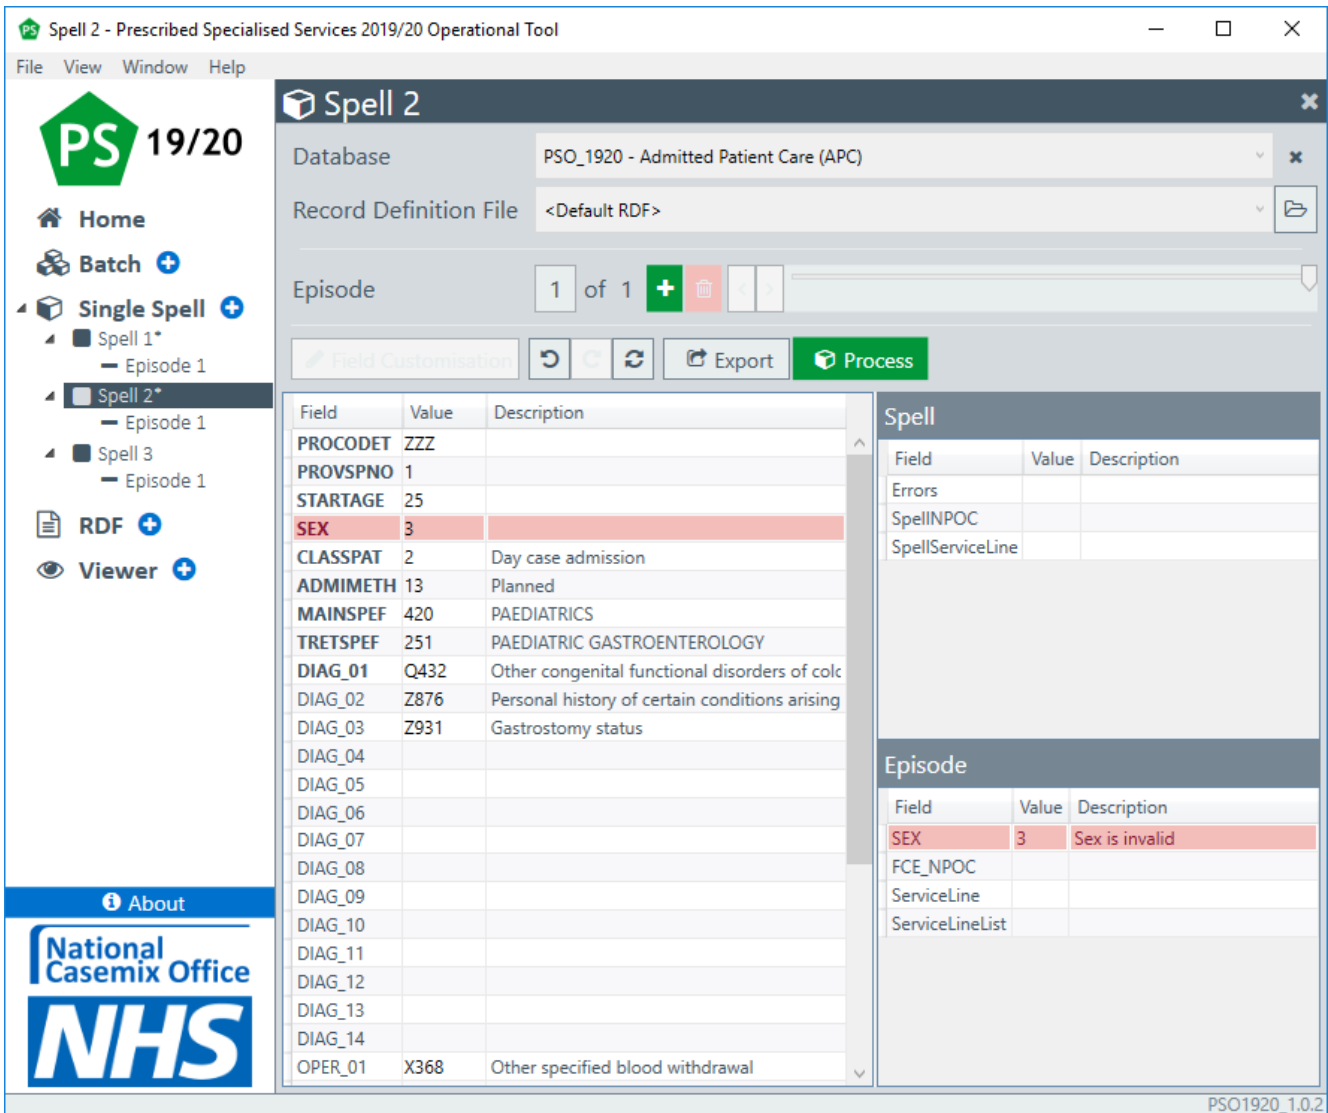 Spell 2 - Prescribed Specialised Services 2019/20 Operational Tool
File View Window Help
PS 19/20
Home
Batch
Single Spell
Spell 1*
Episode 1
Spell 2*
Episode 1
Spell 3
Episode 1
RDF
Viewer
About
National
Casemix Office
NHS
Spell 2
Database PSO_1920 - Admitted Patient Care (APC)
Record Definition File <Default RDF>
Episode 1 of 1
Field Customisation Export Process
Field Value Description
PROCODET ZZZ
PROVSPNO 1
STARTAGE 25
SEX 3
CLASSPAT 2 Day case admission
ADMIMETH 13 Planned
MAINSPEF 420 PAEDIATRICS
TRETSPEF 251 PAEDIATRIC GASTROENTEROLOGY
DIAG_01 Q432 Other congenital functional disorders of colc
DIAG_02 Z876 Personal history of certain conditions arising
DIAG_03 Z931 Gastrostomy status
DIAG_04
DIAG_05
DIAG_06
DIAG_07
DIAG_08
DIAG_09
DIAG_10
DIAG_11
DIAG_12
DIAG_13
DIAG_14
OPER_01 X368 Other specified blood withdrawal
Spell
Field Value Description
Errors
SpellNPOC
SpellServiceLine
Episode
Field Value Description
SEX 3 Sex is invalid
FCE_NPOC
ServiceLine
ServiceLineList
PSO1920_1.0.2